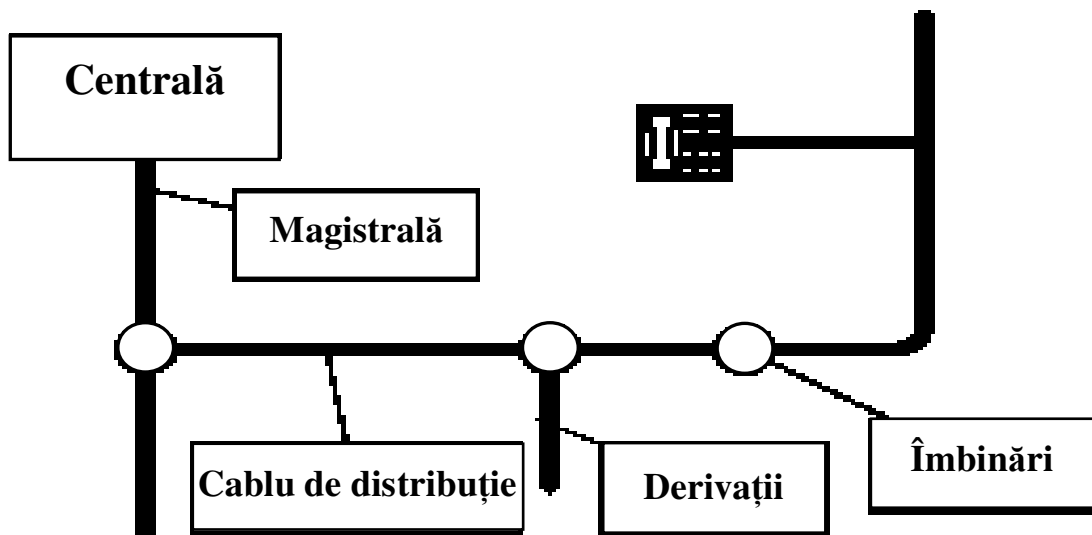 Centrală
Magistrală
Cablu de distribuție
Derivații
Îmbinări